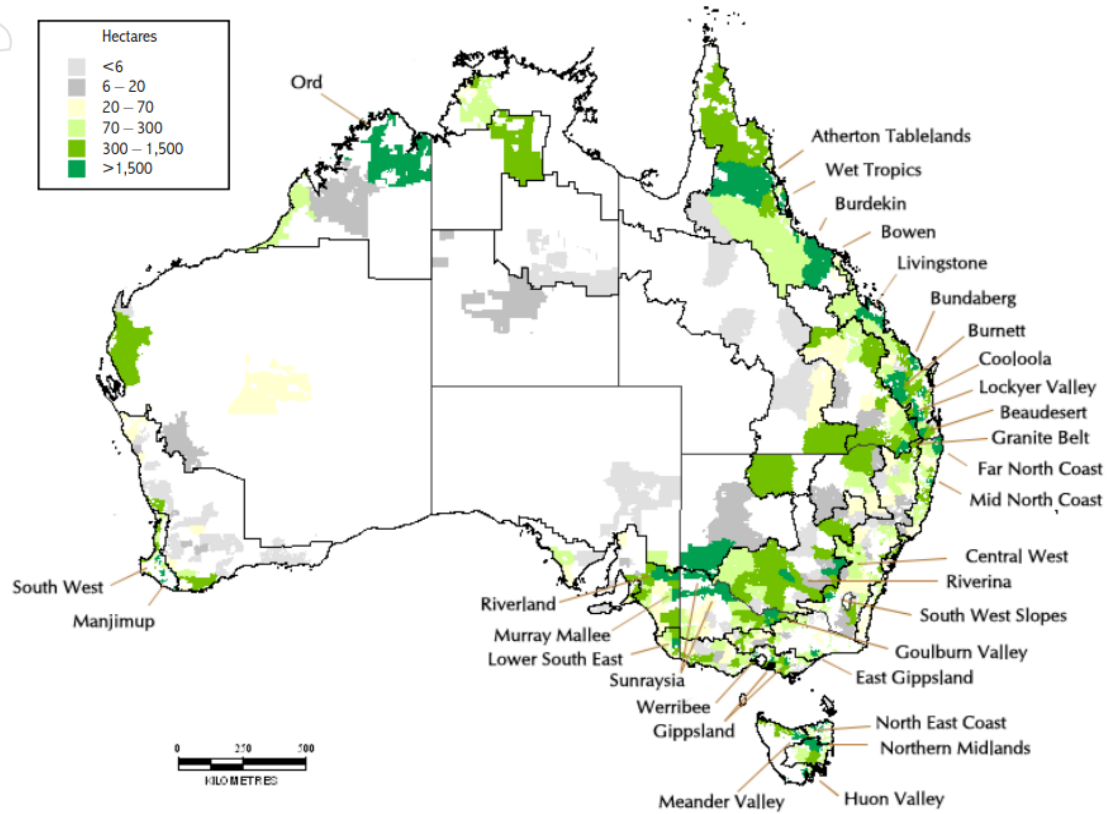 Hectares
<6
6 – 20
20 – 70
70 – 300
300 – 1,500
>1,500
Ord
Atherton Tablelands
Wet Tropics
Burdekin
Bowen
Livingstone
Bundaberg
Burnett
Cooloola
Lockyer Valley
Beaudesert
Granite Belt
Far North Coast
Mid North Coast
Central West
Riverina
South West Slopes
Goulburn Valley
East Gippsland
South West
Manjimup
Riverland
Murray Mallee
Lower South East
Sunraysia
Werribee
Gippsland
North East Coast
Northern Midlands
Meander Valley
Huon Valley
0 250 500
KILOMETRES